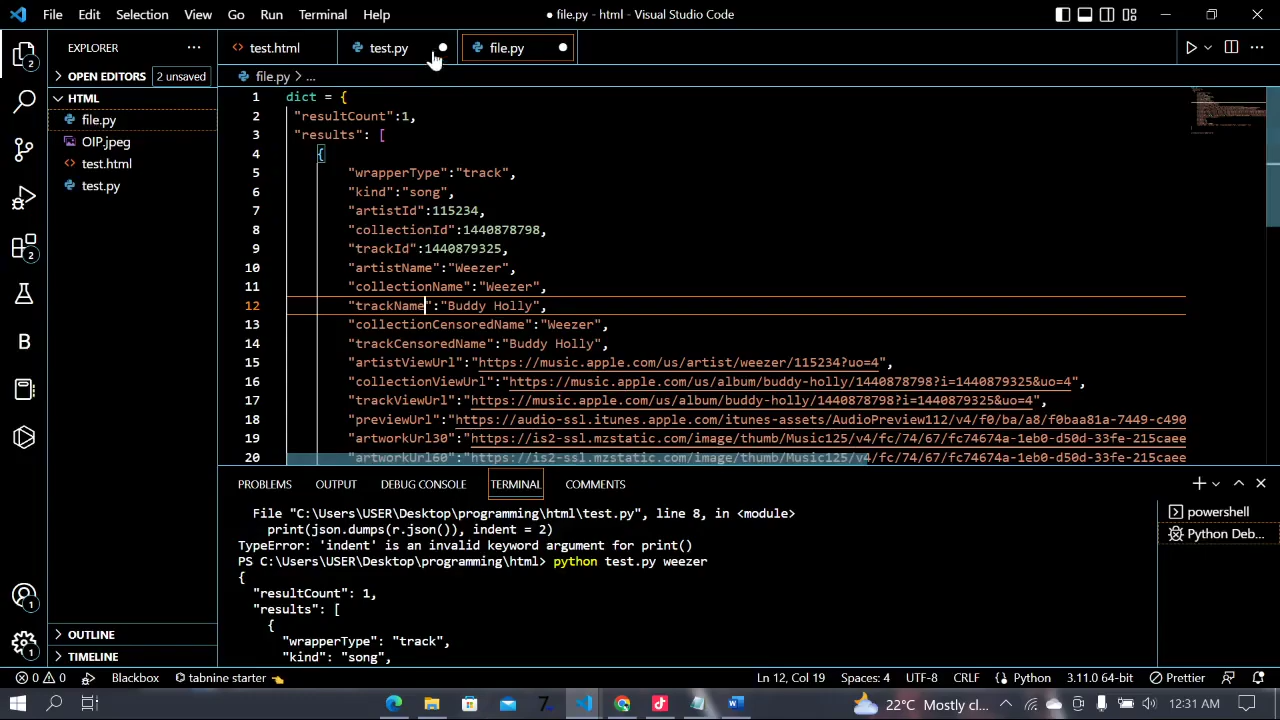 File Edit Selection View Go Run Terminal Help
file.py - html - Visual Studio Code
EXPLORER
2
OPEN EDITORS 2 unsaved
HTML
file.py
OIP.jpeg
test.html
test.py
2
B
1
1
OUTLINE
TIMELINE
test.html test.py file.py
file.py > ...
1 dict = {
2 "resultCount":1,
3 "results": [
4 {
5 "wrapperType":"track",
6 "kind":"song",
7 "artistId":115234,
8 "collectionId":1440878798,
9 "trackId":1440879325,
10 "artistName":"Weezer",
11 "collectionName":"Weezer",
12 "trackName":"Buddy Holly",
13 "collectionCensoredName":"Weezer",
14 "trackCensoredName":"Buddy Holly",
15 "artistViewUrl":"https://music.apple.com/us/artist/weezer/115234?uo=4",
16 "collectionViewUrl":"https://music.apple.com/us/album/buddy-holly/1440878798?i=1440879325&uo=4",
17 "trackViewUrl":"https://music.apple.com/us/album/buddy-holly/1440878798?i=1440879325&uo=4",
18 "previewUrl":"https://audio-ssl.itunes.apple.com/itunes-assets/AudioPreview112/v4/f0/ba/a8/f0baa81a-7449-c490
19 "artworkUrl30":"https://is2-ssl.mzstatic.com/image/thumb/Music125/v4/fc/74/67/fc74674a-1eb0-d50d-33fe-215caee
20 "artworkUrl60":"https://is2-ssl.mzstatic.com/image/thumb/Music125/v4/fc/74/67/fc74674a-1eb0-d50d-33fe-215caee
PROBLEMS OUTPUT DEBUG CONSOLE TERMINAL COMMENTS
File "C:\Users\USER\Desktop\programming\html\test.py", line 8, in <module>
print(json.dumps(r.json()), indent = 2)
TypeError: 'indent' is an invalid keyword argument for print()
PS C:\Users\USER\Desktop\programming\html> python test.py weezer
{
"resultCount": 1,
"results": [
{
"wrapperType": "track",
"kind": "song",
powershell
Python Deb...
0 0 Blackbox tabnine starter Ln 12, Col 19 Spaces: 4 UTF-8 CRLF Python 3.11.0 64-bit Prettier
22°C Mostly cl... 12:31 AM